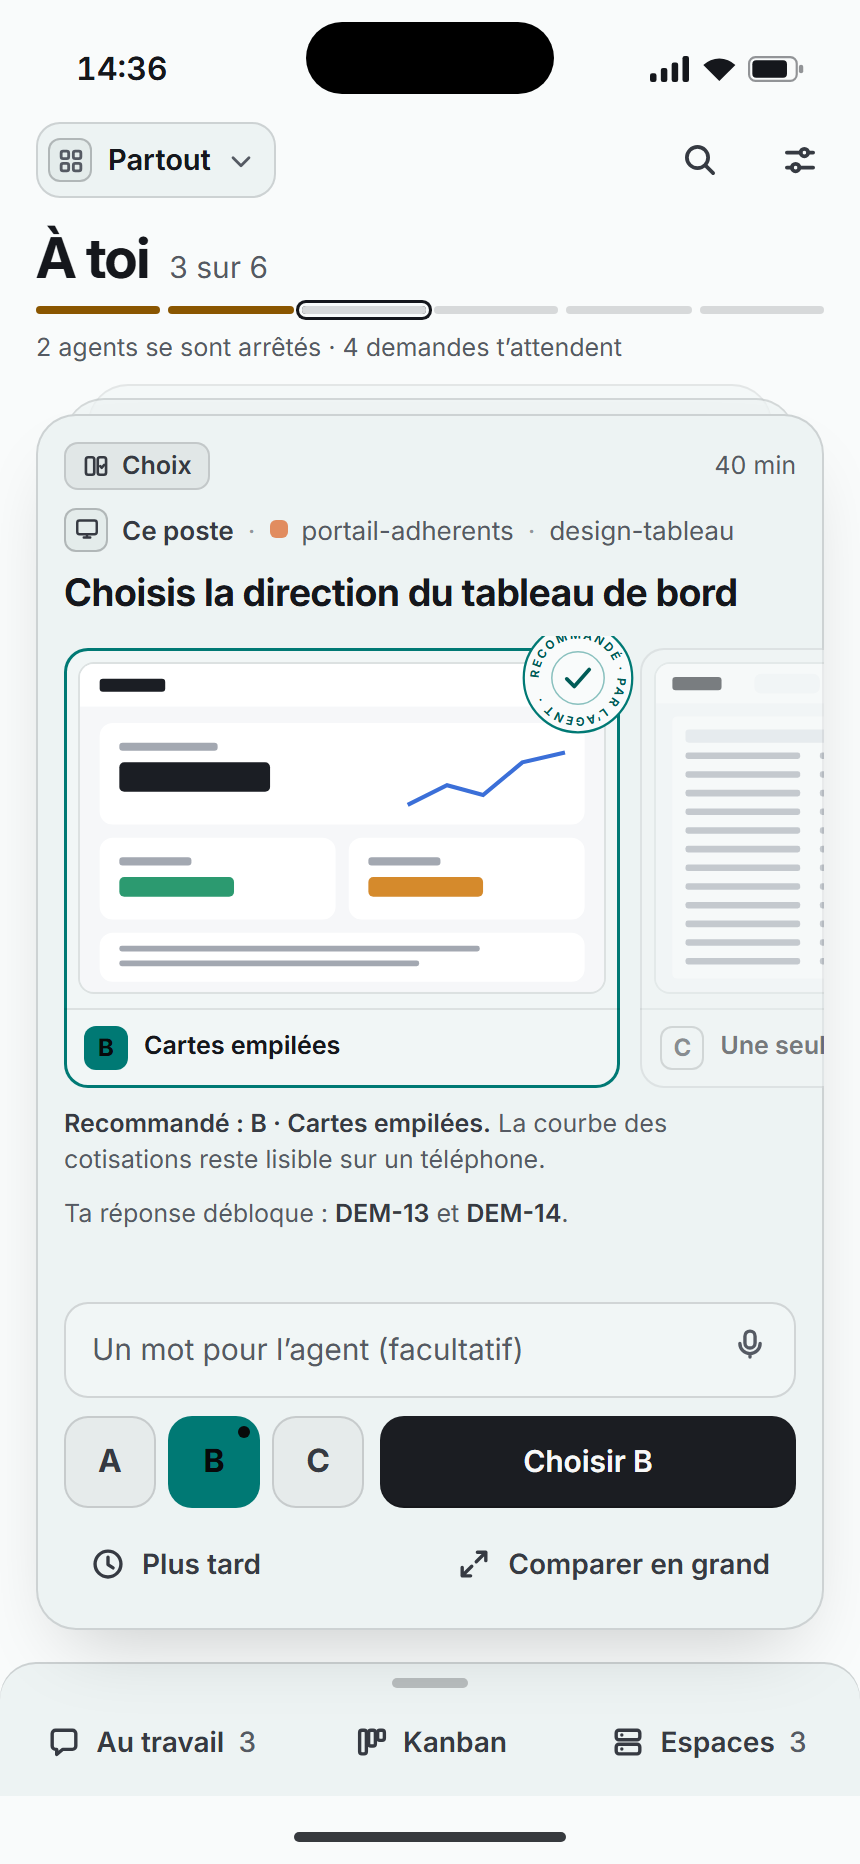 14:36
Partout
À toi 3 sur 6
2 agents se sont arrêtés · 4 demandes t’attendent
Choix
40 min
Ce poste · portail-adherents · design-tableau
Choisis la direction du tableau de bord
RECOMMANDÉ · PAR L’AGENT ·
B Cartes empilées
C Une seul
Recommandé : B · Cartes empilées. La courbe des
cotisations reste lisible sur un téléphone.
Ta réponse débloque : DEM-13 et DEM-14.
Un mot pour l’agent (facultatif)
A
B
C
Choisir B
Plus tard
Comparer en grand
Au travail 3
Kanban
Espaces 3